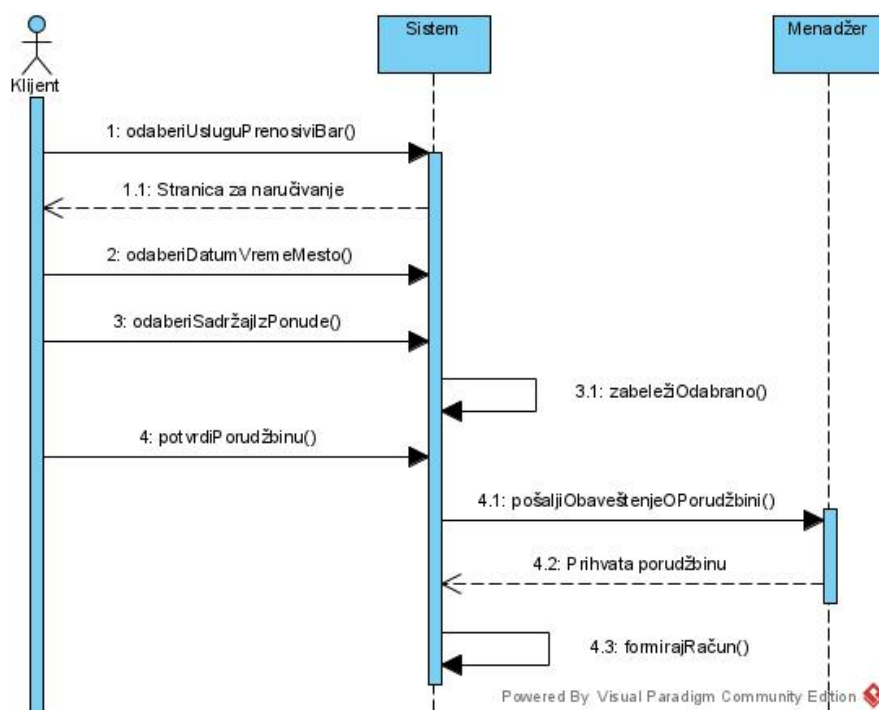 Sistem
Menadžer
Klijent
1: odaberiUsluguPrenosiviBar()
1.1: Stranica za naručivanje
2: odaberiDatumVremeMesto()
3: odaberiSadržajIzPonude()
3.1: zabeležiOdabrano()
4: potvrdiPorudžbinu()
4.1: pošaljiObaveštenjeOPorudžbini()
4.2: Prihvata porudžbinu
4.3: formirajRačun()
Powered By Visual Paradigm Community Edition